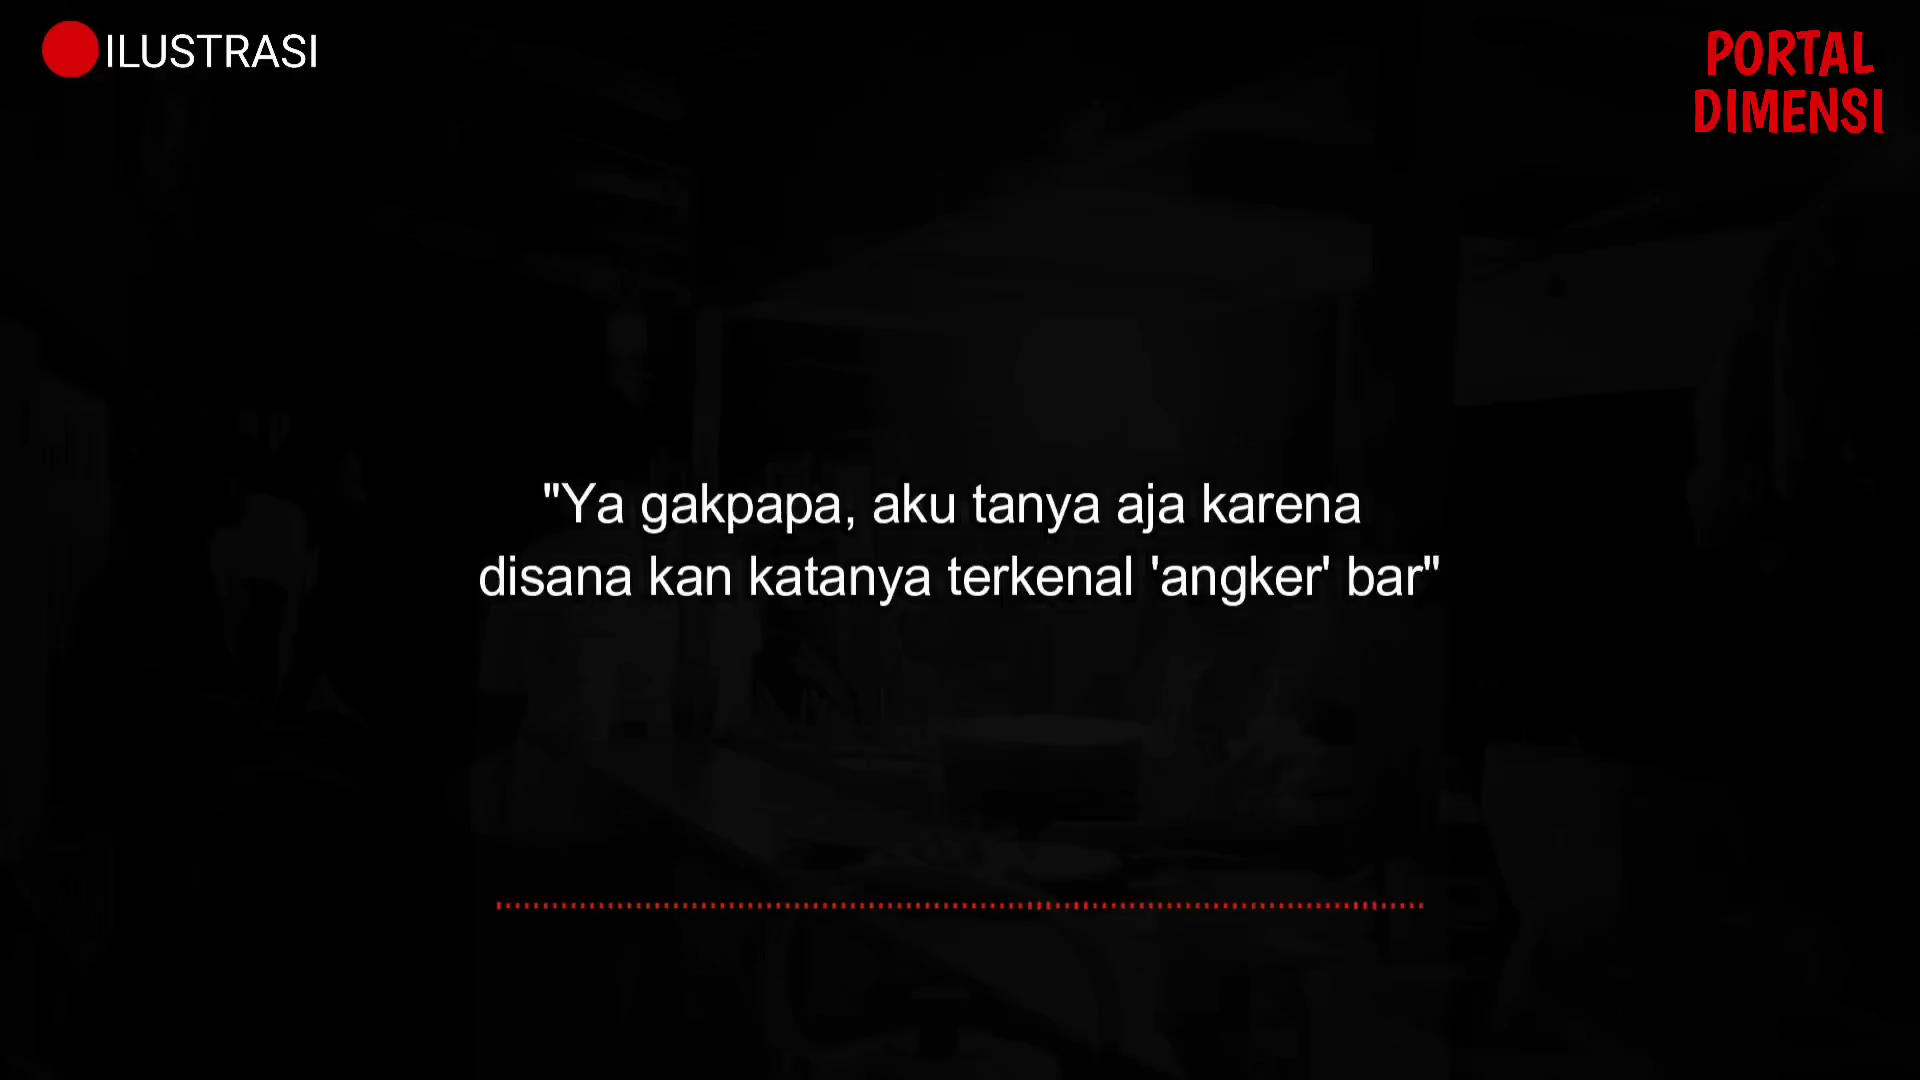 ILUSTRASI
PORTAL
DIMENSI
"Ya gakpapa, aku tanya aja karena
disana kan katanya terkenal 'angker' bar"